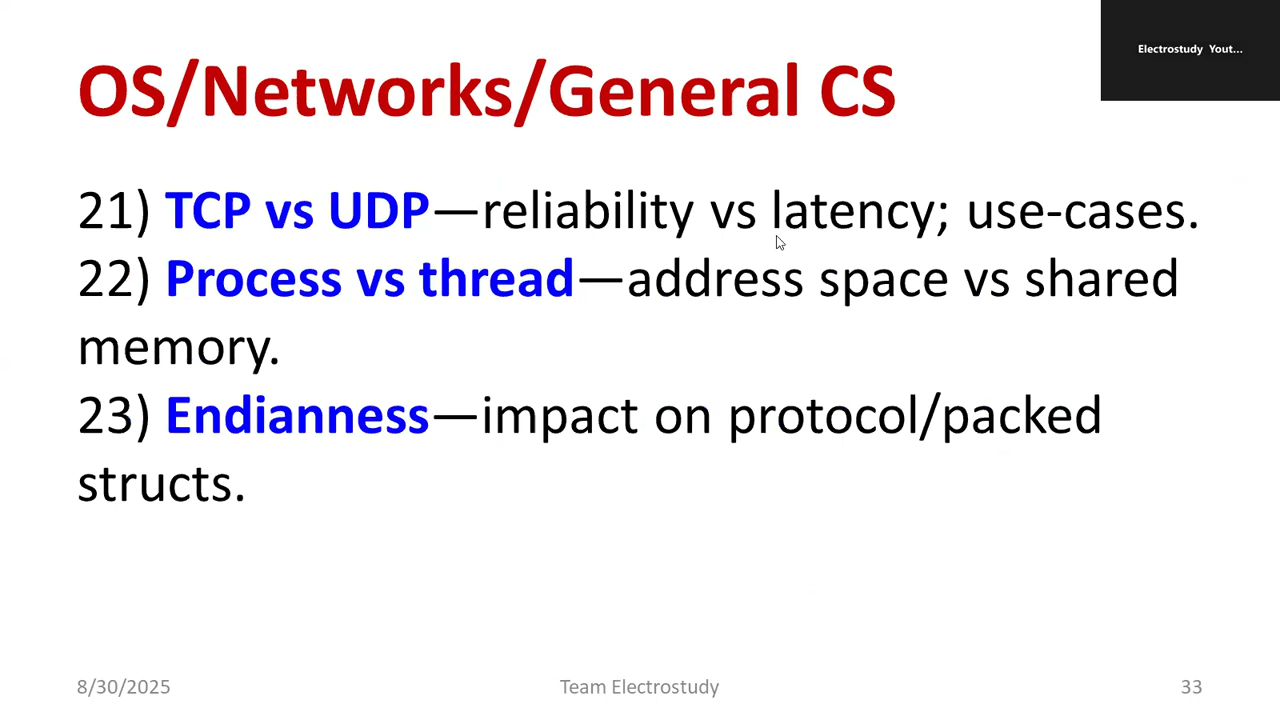 Electrostudy Yout...
OS/Networks/General CS
21) TCP vs UDP—reliability vs latency; use-cases.
22) Process vs thread—address space vs shared
memory.
23) Endianness—impact on protocol/packed
structs.
8/30/2025
Team Electrostudy
33